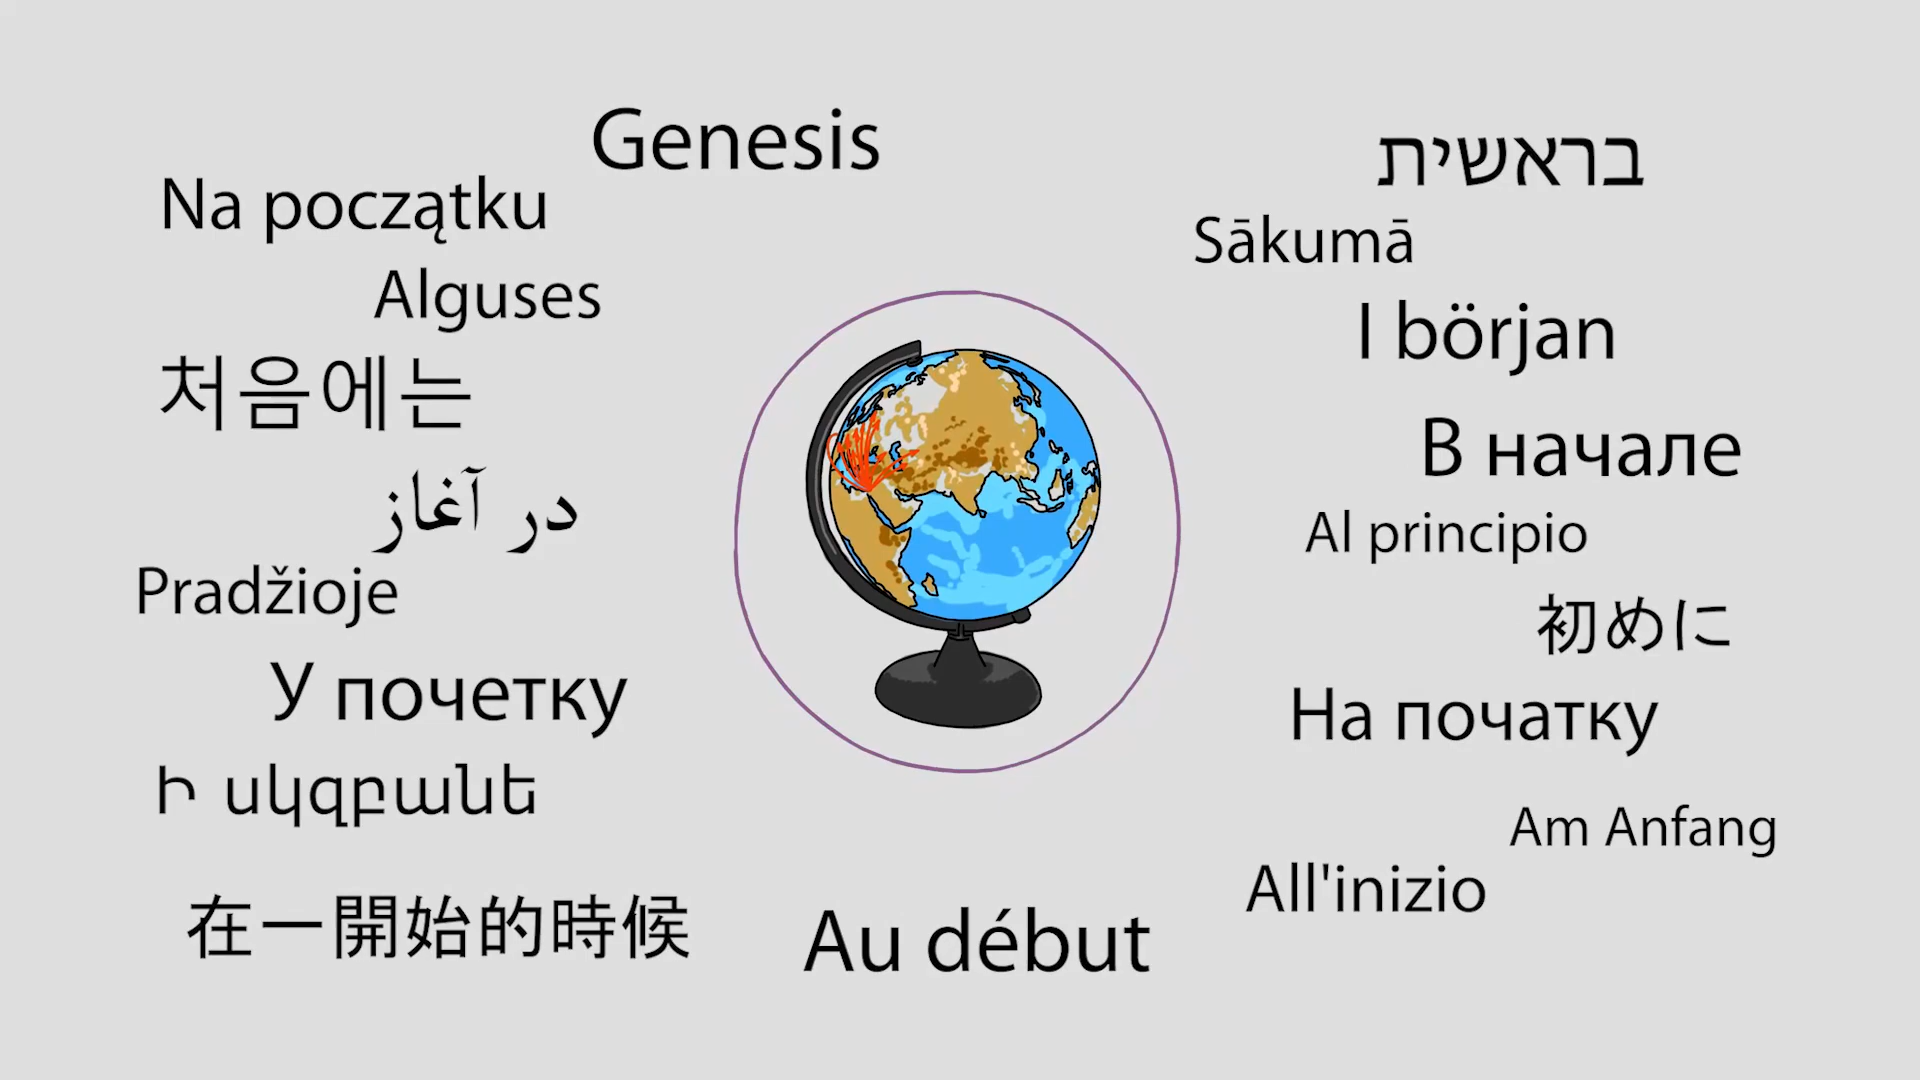 Genesis
Na początku
Alguses
처음에는
در آغاز
Pradžioje
У почетку
Ի սկզբանե
在一開始的時候
Au début
בראשית
Sākumā
I början
В начале
Al principio
初めに
На початку
Am Anfang
All'inizio